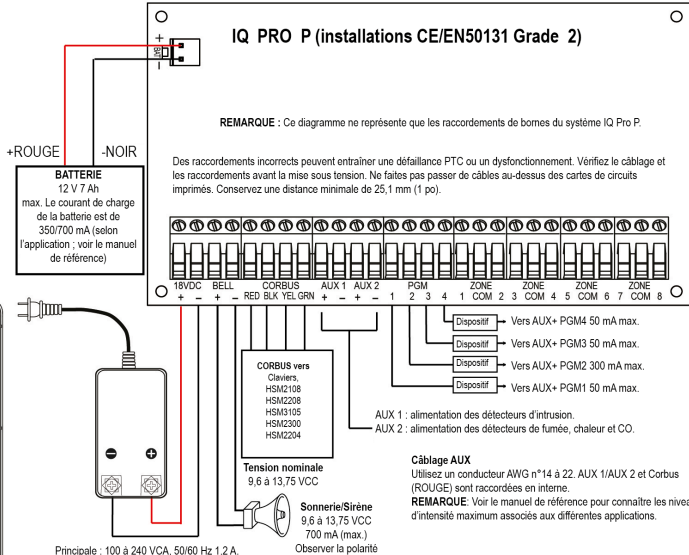 IQ PRO P (installations CE/EN50131 Grade 2)
+
BAT
–
REMARQUE : Ce diagramme ne représente que les raccordements de bornes du système IQ Pro P.
+ROUGE -NOIR
Des raccordements incorrects peuvent entraîner une défaillance PTC ou un dysfonctionnement. Vérifiez le câblage et
les raccordements avant la mise sous tension. Ne faites pas passer de câbles au-dessus des cartes de circuits
imprimés. Conservez une distance minimale de 25,1 mm (1 po).
BATTERIE
12 V 7 Ah
max. Le courant de charge
de la batterie est de
350/700 mA (selon
l'application ; voir le manuel
de référence)
18VDC BELL CORBUS AUX 1 AUX 2 PGM ZONE ZONE ZONE ZONE
+ – + – RED BLK YEL GRN + – + – 1 2 3 4 1 COM 2 3 COM 4 5 COM 6 7 COM 8
Dispositif Vers AUX+ PGM4 50 mA max.
Dispositif Vers AUX+ PGM3 50 mA max.
Dispositif Vers AUX+ PGM2 300 mA max.
Dispositif Vers AUX+ PGM1 50 mA max.
CORBUS vers
Claviers,
HSM2108
HSM2208
HSM3105
HSM2300
HSM2204
AUX 1 : alimentation des détecteurs d'intrusion.
AUX 2 : alimentation des détecteurs de fumée, chaleur et CO.
Tension nominale
9,6 à 13,75 VCC
Câblage AUX
Utilisez un conducteur AWG n°14 à 22. AUX 1/AUX 2 et Corbus
(ROUGE) sont raccordées en interne.
REMARQUE: Voir le manuel de référence pour connaître les nivea
d'intensité maximum associés aux différentes applications.
– +
Sonnerie/Sirène
9,6 à 13,75 VCC
700 mA (max.)
Observer la polarité
Principale : 100 à 240 VCA, 50/60 Hz 1,2 A.